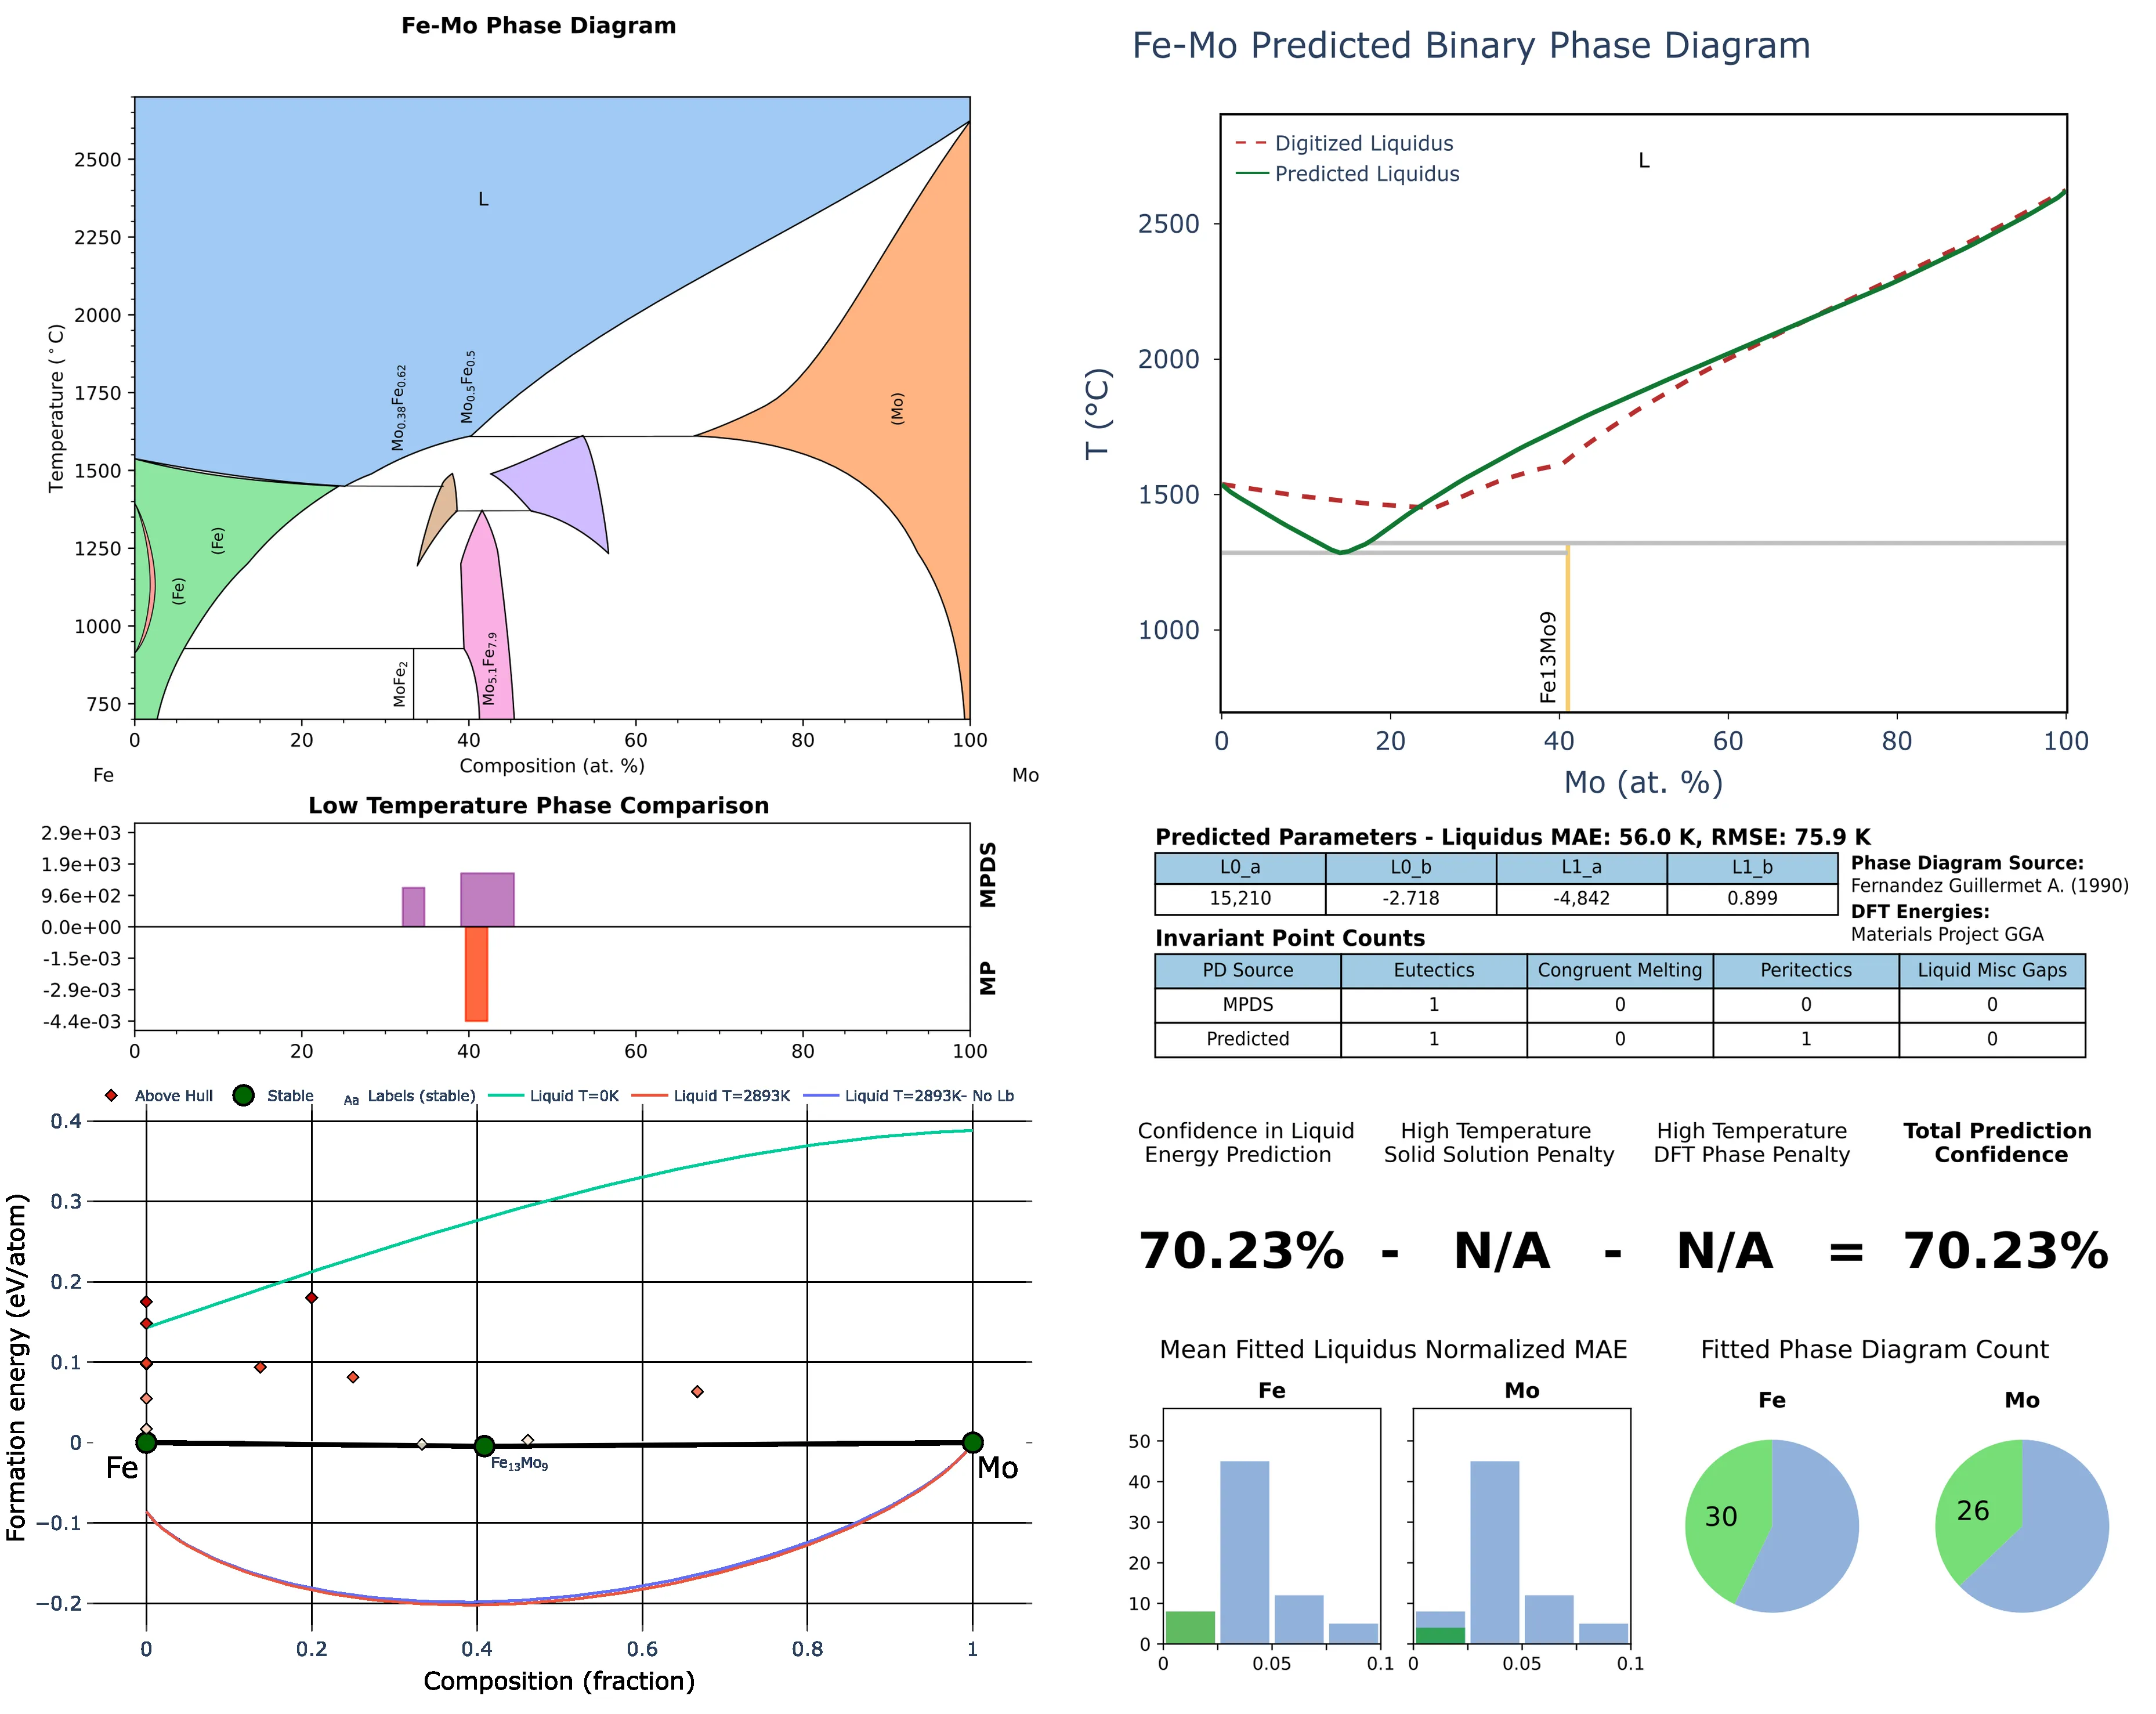 Fe-Mo Phase Diagram
Temperature (°C)
2500
2250
2000
1750
1500
1250
1000
750
L
Mo0.38Fe0.62
Mo0.5Fe0.5
(Fe)
(Fe)
(Mo)
MoFe2
Mo5.1Fe7.9
0 20 40 60 80 100
Composition (at. %)
Fe Mo
Fe-Mo Predicted Binary Phase Diagram
Digitized Liquidus
Predicted Liquidus
L
T (°C)
2500
2000
1500
1000
Fe13Mo9
0 20 40 60 80 100
Mo (at. %)
Low Temperature Phase Comparison
2.9e+03
1.9e+03
9.6e+02
0.0e+00
-1.5e-03
-2.9e-03
-4.4e-03
MPDS
MP
0 20 40 60 80 100
Predicted Parameters - Liquidus MAE: 56.0 K, RMSE: 75.9 K
L0_a L0_b L1_a L1_b
15,210 -2.718 -4,842 0.899
Phase Diagram Source:
Fernandez Guillermet A. (1990)
DFT Energies:
Materials Project GGA
Invariant Point Counts
PD Source Eutectics Congruent Melting Peritectics Liquid Misc Gaps
MPDS 1 0 0 0
Predicted 1 0 1 0
Above Hull Stable Aa Labels (stable) Liquid T=0K Liquid T=2893K Liquid T=2893K- No Lb
Formation energy (eV/atom)
0.4
0.3
0.2
0.1
0
−0.1
−0.2
Fe
Fe13Mo9
Mo
0 0.2 0.4 0.6 0.8 1
Composition (fraction)
Confidence in Liquid
Energy Prediction
High Temperature
Solid Solution Penalty
High Temperature
DFT Phase Penalty
Total Prediction
Confidence
70.23% - N/A - N/A = 70.23%
Mean Fitted Liquidus Normalized MAE
Fe Mo
50
40
30
20
10
0
0 0.05 0.1
0 0.05 0.1
Fitted Phase Diagram Count
Fe Mo
30 26